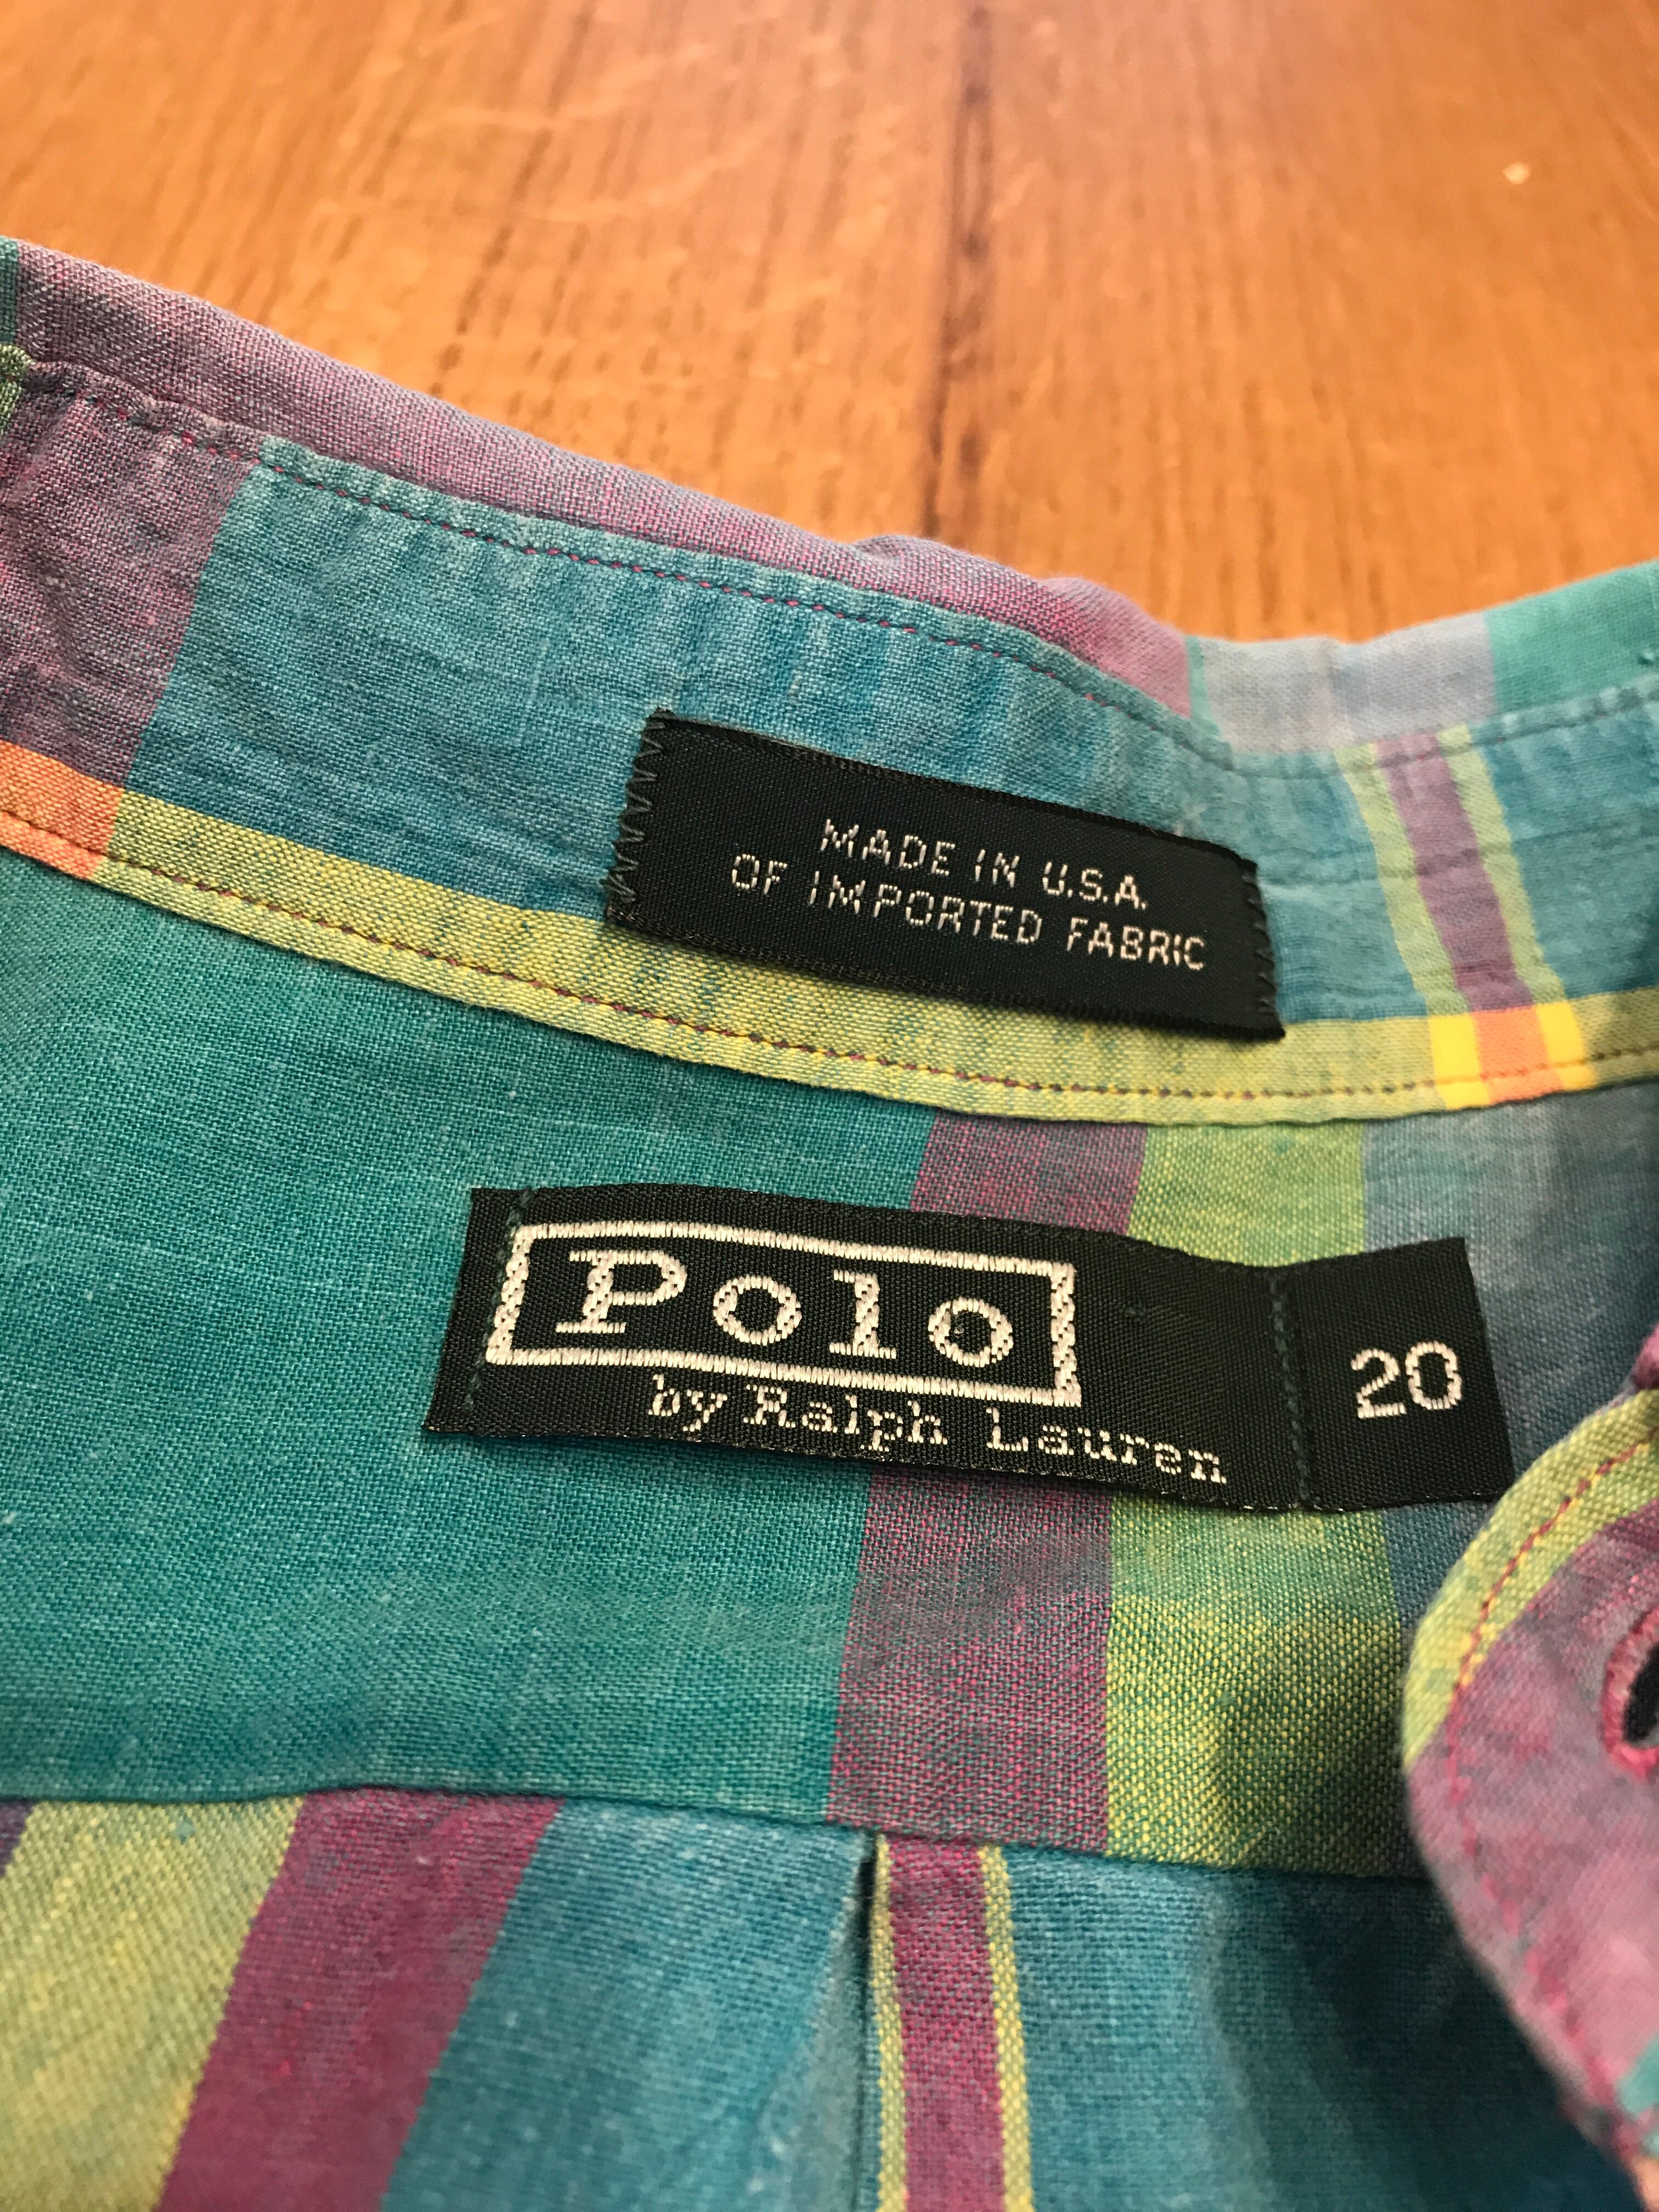 MADE IN U.S.A.
OF IMPORTED FABRIC
Polo
by Ralph Lauren
20